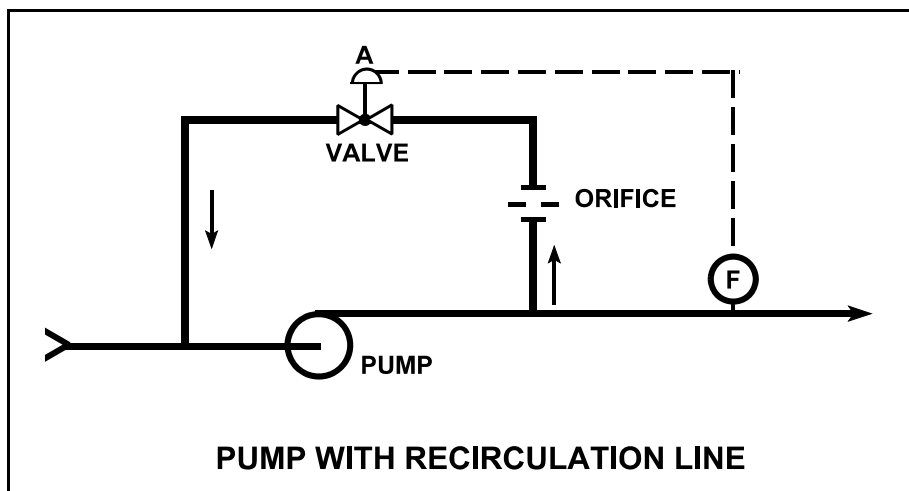 A
VALVE
ORIFICE
F
PUMP
PUMP WITH RECIRCULATION LINE